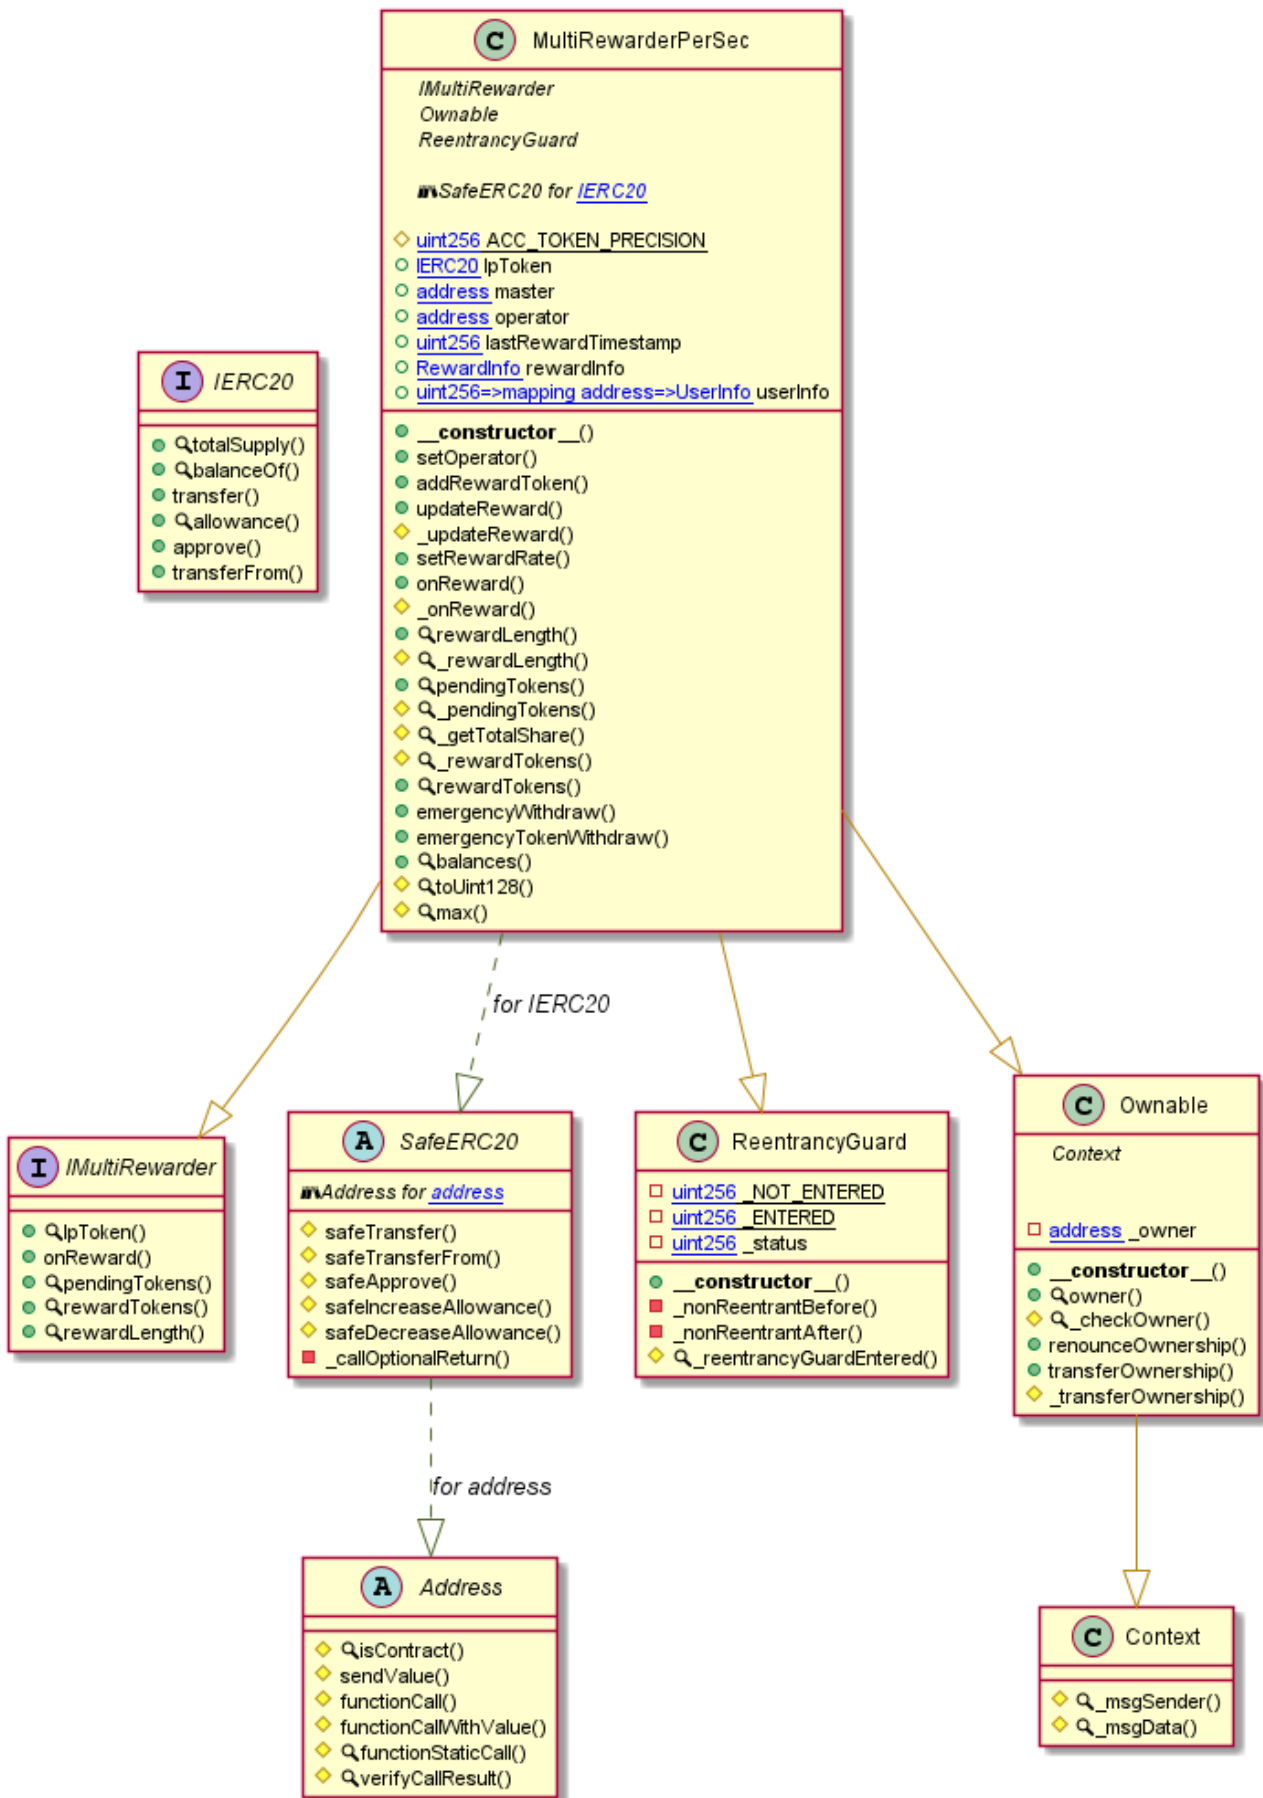 C MultiRewarderPerSec
IMultiRewarder
Ownable
ReentrancyGuard
SafeERC20 for IERC20
uint256 ACC_TOKEN_PRECISION
IERC20 lpToken
address master
address operator
uint256 lastRewardTimestamp
RewardInfo rewardInfo
uint256=>mapping address=>UserInfo userInfo
__constructor__()
setOperator()
addRewardToken()
updateReward()
_updateReward()
setRewardRate()
onReward()
_onReward()
rewardLength()
_rewardLength()
pendingTokens()
_pendingTokens()
_getTotalShare()
_rewardTokens()
rewardTokens()
emergencyWithdraw()
emergencyTokenWithdraw()
balances()
toUint128()
max()
I IERC20
totalSupply()
balanceOf()
transfer()
allowance()
approve()
transferFrom()
for IERC20
I IMultiRewarder
lpToken()
onReward()
pendingTokens()
rewardTokens()
rewardLength()
A SafeERC20
Address for address
safeTransfer()
safeTransferFrom()
safeApprove()
safeIncreaseAllowance()
safeDecreaseAllowance()
_callOptionalReturn()
C ReentrancyGuard
uint256 _NOT_ENTERED
uint256 _ENTERED
uint256 _status
__constructor__()
_nonReentrantBefore()
_nonReentrantAfter()
_reentrancyGuardEntered()
C Ownable
Context
address _owner
__constructor__()
owner()
_checkOwner()
renounceOwnership()
transferOwnership()
_transferOwnership()
for address
A Address
isContract()
sendValue()
functionCall()
functionCallWithValue()
functionStaticCall()
verifyCallResult()
C Context
_msgSender()
_msgData()